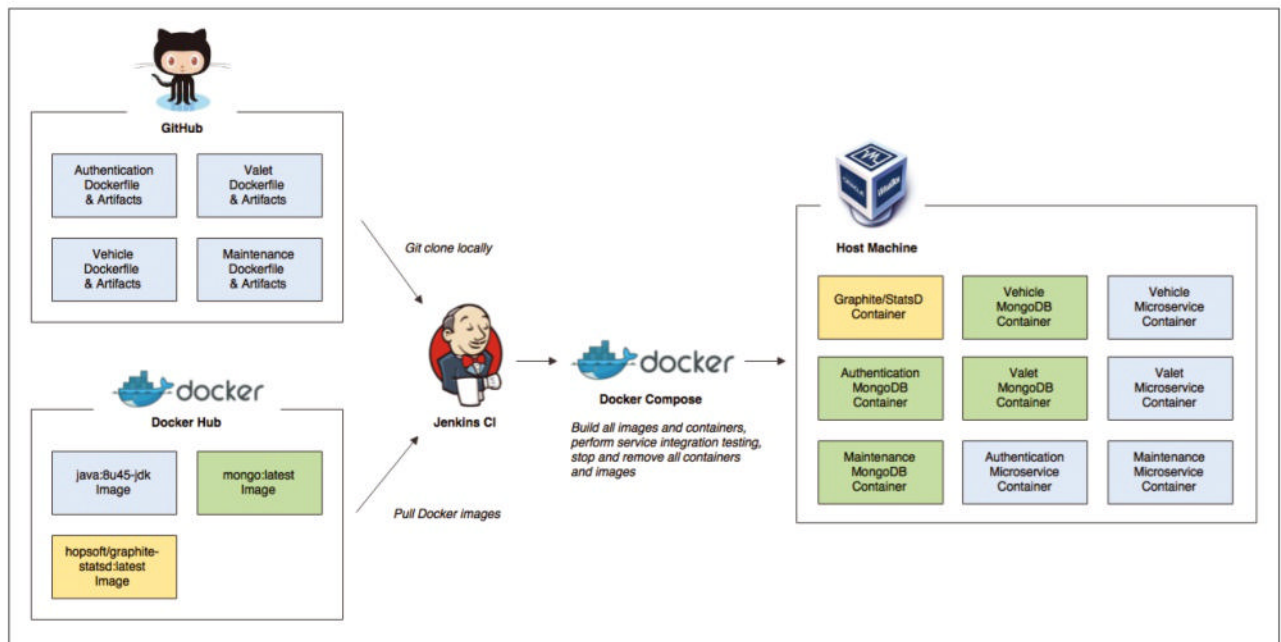 GitHub
Authentication
Dockerfile
& Artifacts
Valet
Dockerfile
& Artifacts
Vehicle
Dockerfile
& Artifacts
Maintenance
Dockerfile
& Artifacts
Git clone locally
docker
Docker Hub
java:8u45-jdk
Image
mongo:latest
Image
hopsoft/graphite-
statsd:latest
Image
Pull Docker images
Jenkins CI
docker
Docker Compose
Build all images and containers,
perform service integration testing,
stop and remove all containers
and images
ORACLE
Host Machine
Graphite/StatsD
Container
Vehicle
MongoDB
Container
Vehicle
Microservice
Container
Authentication
MongoDB
Container
Valet
MongoDB
Container
Valet
Microservice
Container
Maintenance
MongoDB
Container
Authentication
Microservice
Container
Maintenance
Microservice
Container